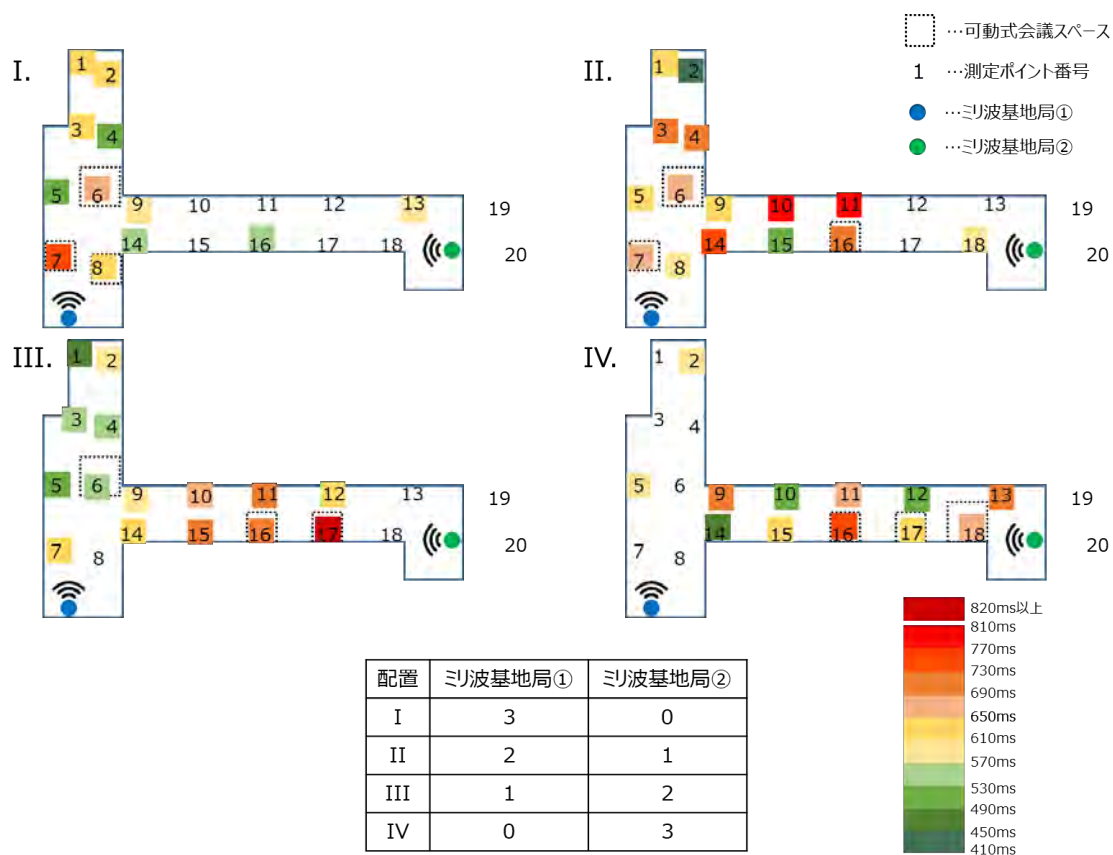 …可動式会議スペース
1 …測定ポイント番号
…ミリ波基地局①
…ミリ波基地局②
I.
1 2
3 4
5 6
7 8
9 10 11 12 13
14 15 16 17 18
19
20
II.
1 2
3 4
5 6
7 8
9 10 11 12 13
14 15 16 17 18
19
20
III.
1 2
3 4
5 6
7 8
9 10 11 12 13
14 15 16 17 18
19
20
IV.
1 2
3 4
5 6
7 8
9 10 11 12 13
14 15 16 17 18
19
20
820ms以上
810ms
770ms
730ms
690ms
650ms
610ms
570ms
530ms
490ms
450ms
410ms
配置 ミリ波基地局① ミリ波基地局②
I 3 0
II 2 1
III 1 2
IV 0 3